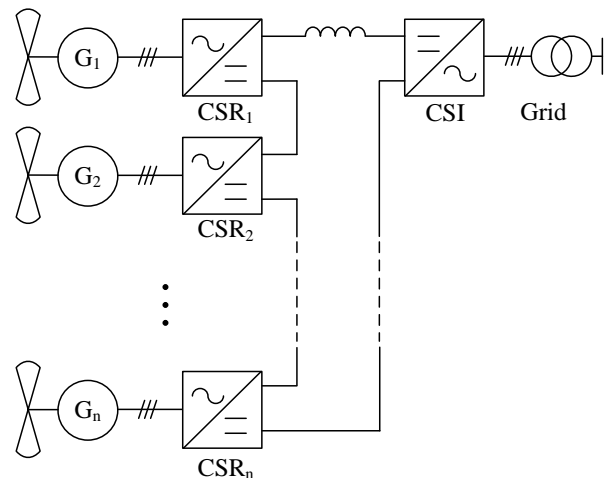 G₁
CSR₁
CSI
Grid
G₂
CSR₂
Gₙ
CSRₙ